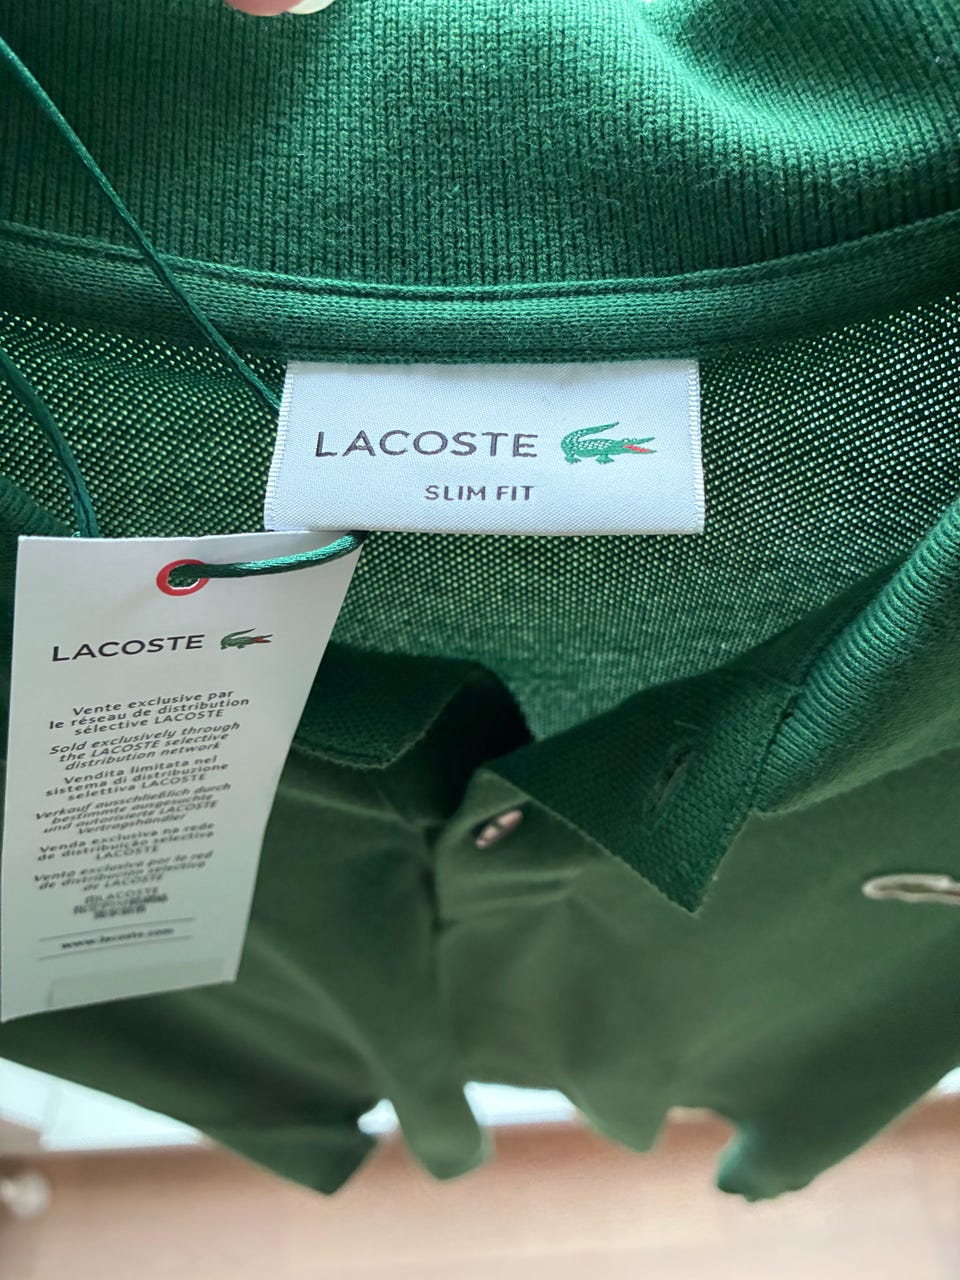 LACOSTE
SLIM FIT
LACOSTE
Vente exclusive par
le réseau de distribution
sélective LACOSTE
Sold exclusively through
the LACOSTE selective
distribution network
Vendita limitata nel
sistema di distribuzione
selettiva LACOSTE
Verkauf ausschließlich durch
bestimmte ausgesuchte
und autorisierte LACOSTE
Vertragshändler
Venda exclusiva na rede
de distribuição selectiva
LACOSTE
Venta exclusiva por la red
de distribución selectiva
de LACOSTE
www.lacoste.com